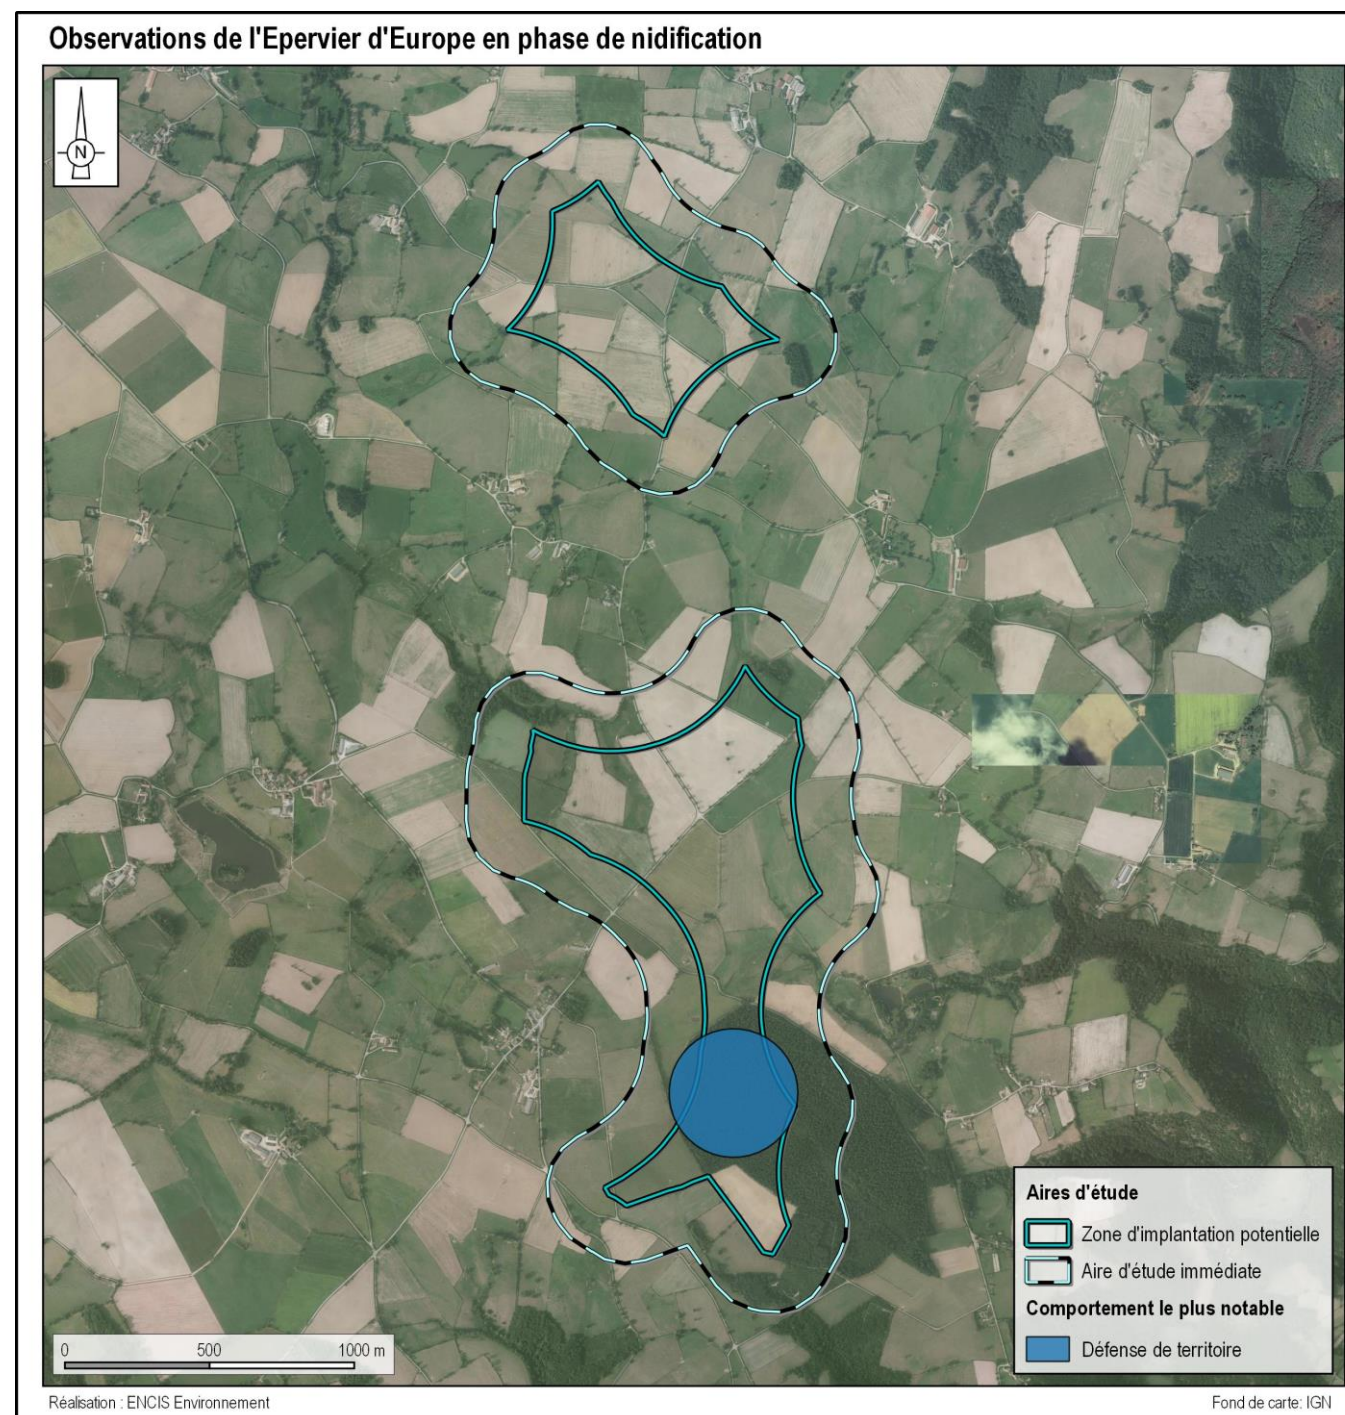 Observations de l'Epervier d'Europe en phase de nidification
N
Aires d'étude
Zone d'implantation potentielle
Aire d'étude immédiate
Comportement le plus notable
Défense de territoire
0 500 1000 m
Réalisation : ENCIS Environnement
Fond de carte: IGN